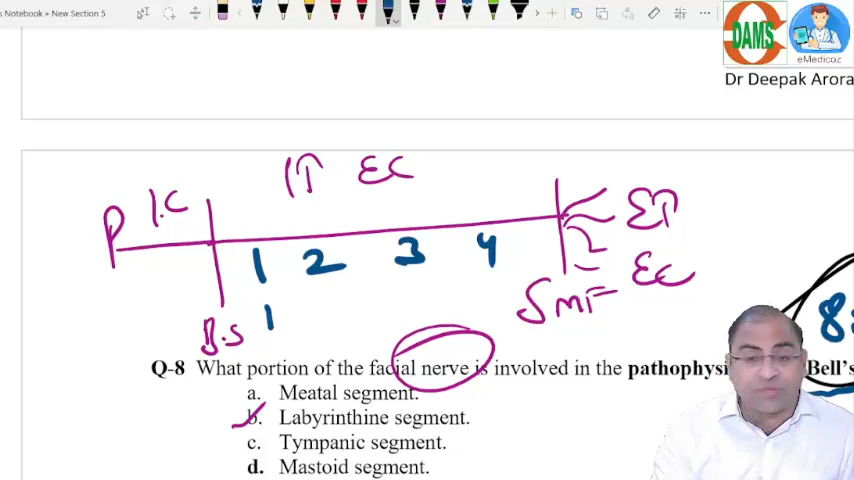 s Notebook » New Section 5
DAMS
eMedicoz
Dr Deepak Arora
P I.C
IT EC
ET
EC
1 2 3 4
1
B.S
SMF
8
Q-8 What portion of the facial nerve is involved in the pathophysi Bell's
a. Meatal segment.
b. Labyrinthine segment.
c. Tympanic segment.
d. Mastoid segment.